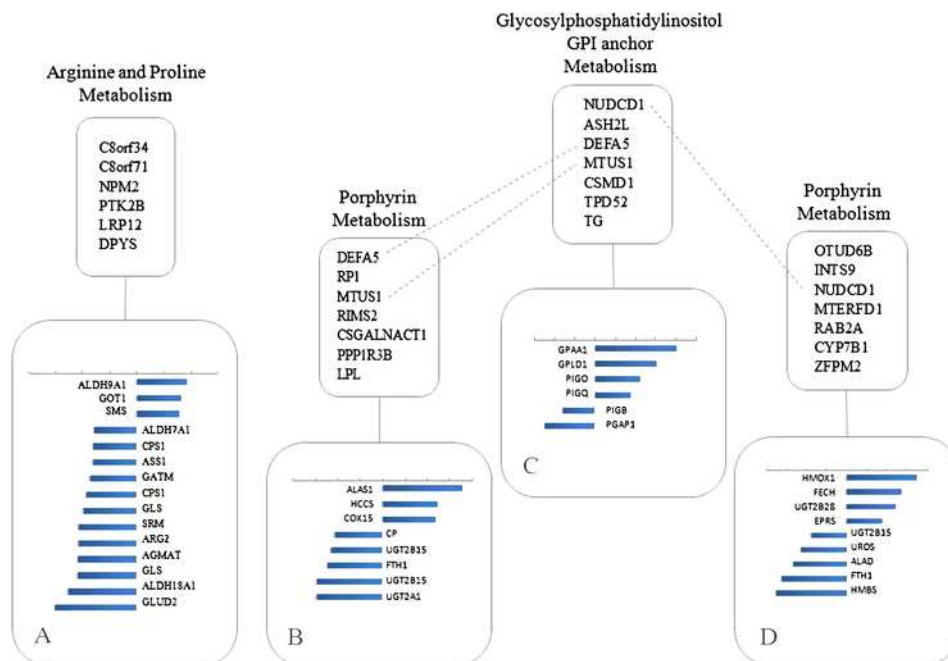 Arginine and Proline
Metabolism
C8orf34
C8orf71
NPM2
PTK2B
LRP12
DPYS
ALDH9A1
GOT1
SMS
ALDH7A1
CPS1
ASS1
GATM
CPS1
GLS
SRM
ARG2
AGMAT
GLS
ALDH18A1
GLUD2
A
Porphyrin
Metabolism
DEFA5
RP1
MTUS1
RIMS2
CSGALNACT1
PPP1R3B
LPL
ALAS1
HCCS
COX15
CP
UGT2B15
FTH1
UGT2B15
UGT2A1
B
Glycosylphosphatidylinositol
GPI anchor
Metabolism
NUDCD1
ASH2L
DEFA5
MTUS1
CSMD1
TPD52
TG
GPAA1
GPLD1
PIGO
PIGQ
PIGB
PGAP1
C
Porphyrin
Metabolism
OTUD6B
INTS9
NUDCD1
MTERFD1
RAB2A
CYP7B1
ZFPM2
HMOX1
FECH
UGT2B28
EPRS
UGT2B15
UROS
ALAD
FTH1
HMBS
D